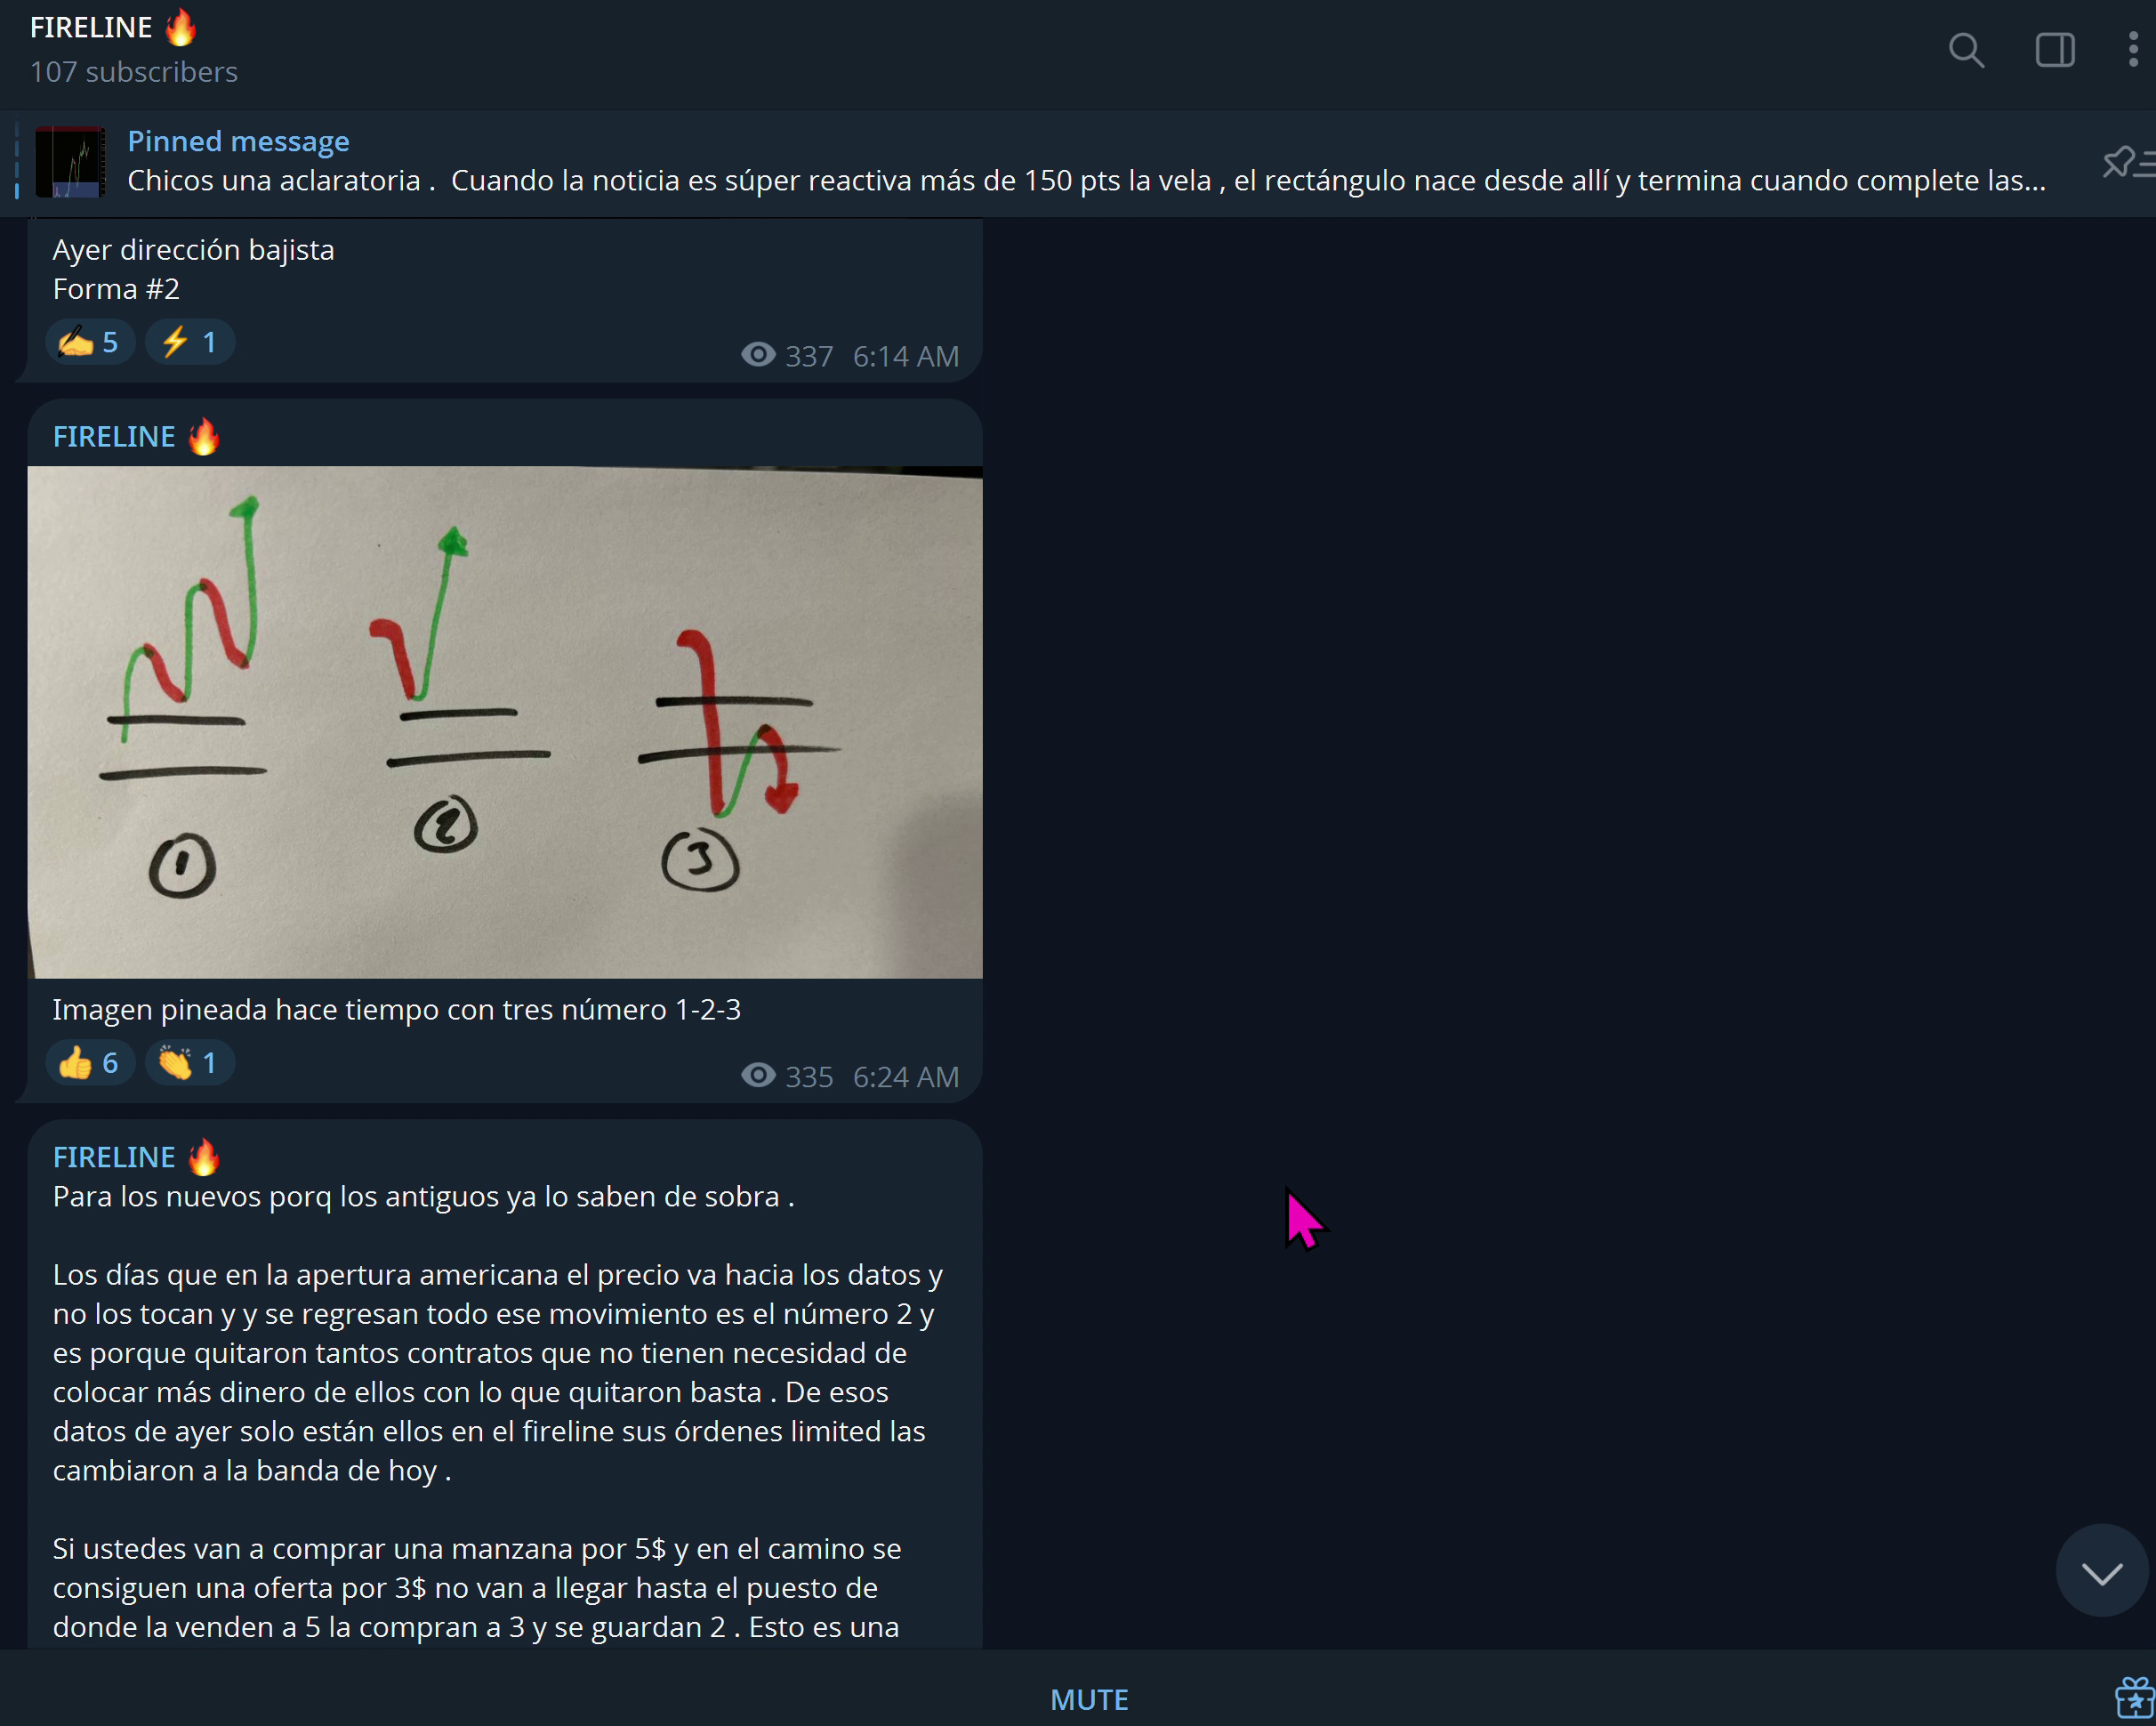 FIRELINE 🔥
107 subscribers
Pinned message
Chicos una aclaratoria .  Cuando la noticia es súper reactiva más de 150 pts la vela , el rectángulo nace desde allí y termina cuando complete las...
Ayer dirección bajista
Forma #2
✍️ 5 ⚡ 1
337 6:14 AM
FIRELINE 🔥
1
2
3
Imagen pineada hace tiempo con tres número 1-2-3
👍 6 👏 1
335 6:24 AM
FIRELINE 🔥
Para los nuevos porq los antiguos ya lo saben de sobra .
Los días que en la apertura americana el precio va hacia los datos y
no los tocan y y se regresan todo ese movimiento es el número 2 y
es porque quitaron tantos contratos que no tienen necesidad de
colocar más dinero de ellos con lo que quitaron basta . De esos
datos de ayer solo están ellos en el fireline sus órdenes limited las
cambiaron a la banda de hoy .
Si ustedes van a comprar una manzana por 5$ y en el camino se
consiguen una oferta por 3$ no van a llegar hasta el puesto de
donde la venden a 5 la compran a 3 y se guardan 2 . Esto es una
MUTE